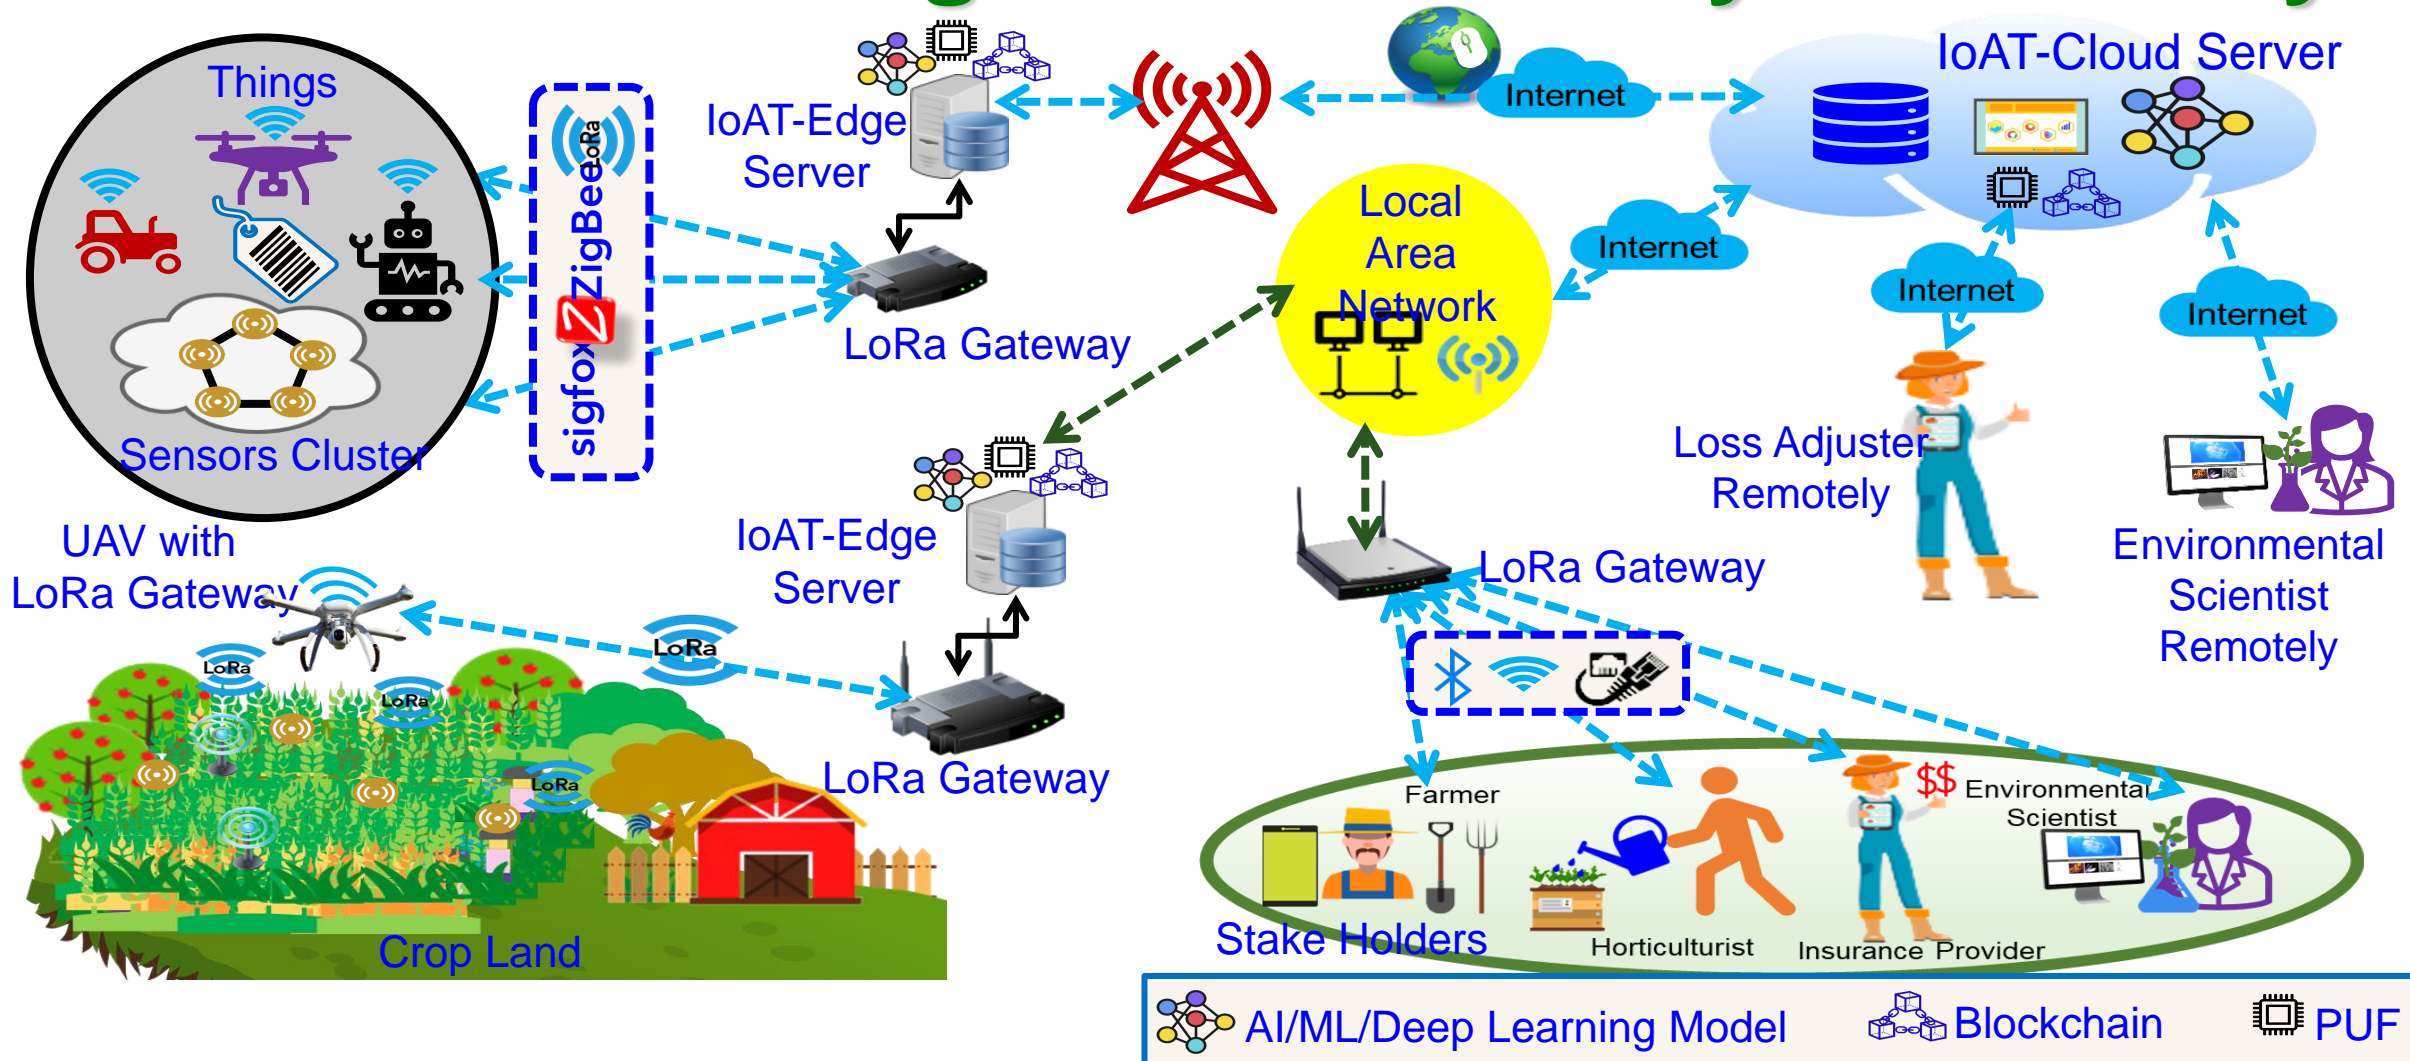 Things
Sensors Cluster
sigfox
ZigBee
LoRa
IoAT-Edge
Server
LoRa Gateway
Internet
IoAT-Cloud Server
Local
Area
Network
Internet
Internet
Internet
Loss Adjuster
Remotely
Environmental
Scientist
Remotely
UAV with
LoRa Gateway
LoRa
LoRa
LoRa
LoRa
IoAT-Edge
Server
LoRa Gateway
LoRa Gateway
Crop Land
Farmer
$$
Environmental
Scientist
Stake Holders
Horticulturist
Insurance Provider
AI/ML/Deep Learning Model
Blockchain
PUF